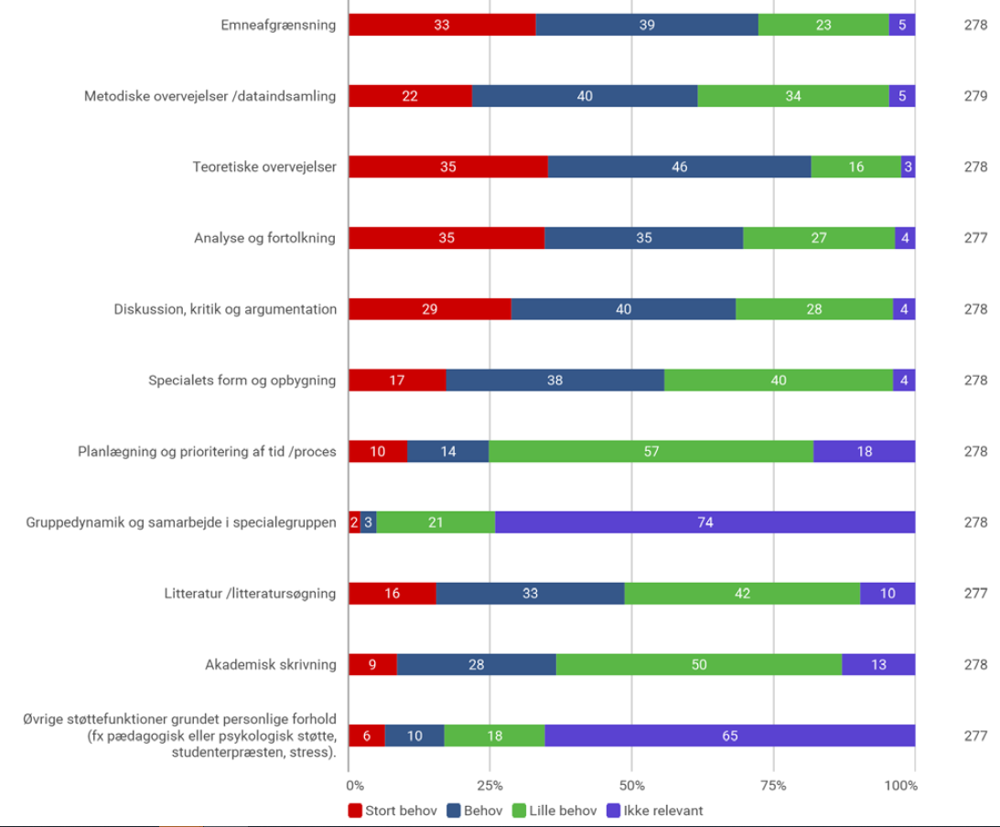 Emneafgrænsning 33 39 23 5 278
Metodiske overvejelser /dataindsamling 22 40 34 5 279
Teoretiske overvejelser 35 46 16 3 278
Analyse og fortolkning 35 35 27 4 277
Diskussion, kritik og argumentation 29 40 28 4 278
Specialets form og opbygning 17 38 40 4 278
Planlægning og prioritering af tid /proces 10 14 57 18 278
Gruppedynamik og samarbejde i specialegruppen 2 3 21 74 278
Litteratur /litteratursøgning 16 33 42 10 277
Akademisk skrivning 9 28 50 13 278
Øvrige støttefunktioner grundet personlige forhold
(fx pædagogisk eller psykologisk støtte, 6 10 18 65 277
studenterpræsten, stress).
0% 25% 50% 75% 100%
Stort behov Behov Lille behov Ikke relevant